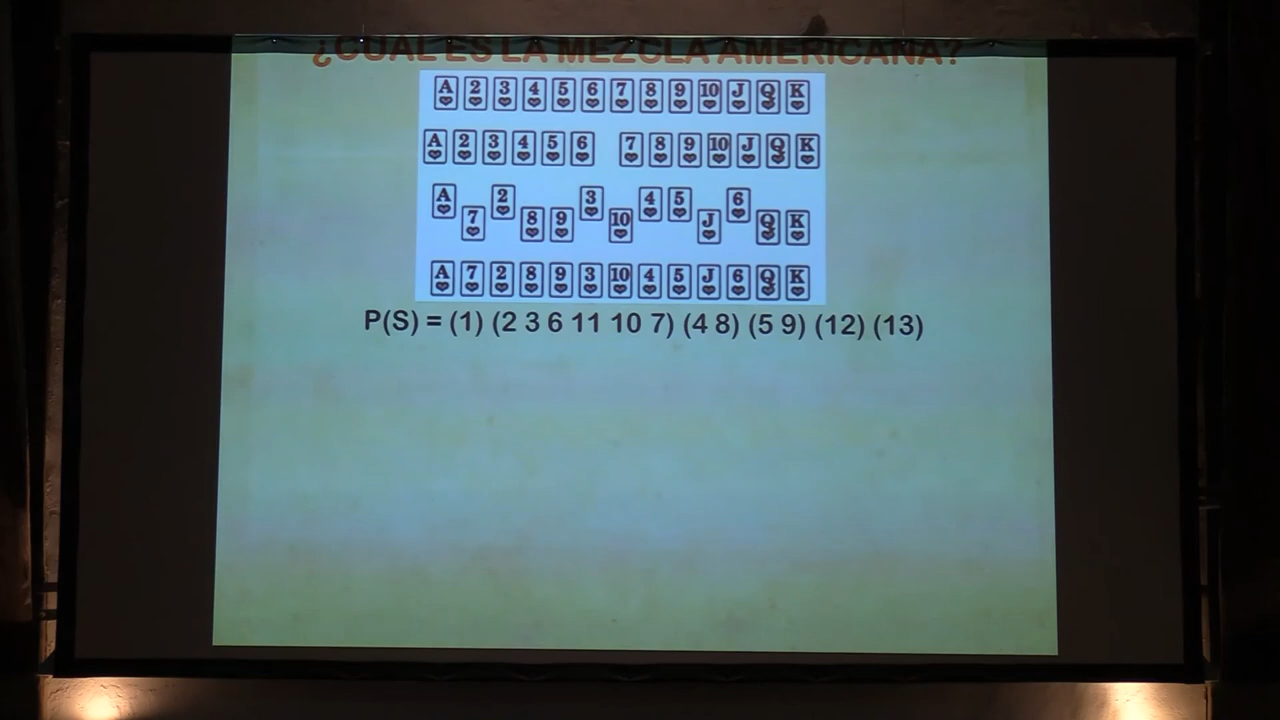 ¿CUAL ES LA MEZCLA AMERICANA?
A 2 3 4 5 6 7 8 9 10 J Q K
A 2 3 4 5 6 7 8 9 10 J Q K
A 7 2 8 9 3 10 4 5 J 6 Q K
A 7 2 8 9 3 10 4 5 J 6 Q K
P(S) = (1) (2 3 6 11 10 7) (4 8) (5 9) (12) (13)